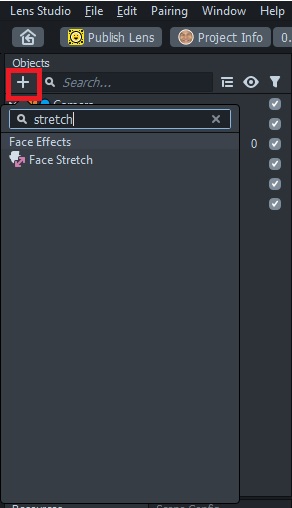 Lens Studio File Edit Pairing Window Help
Publish Lens Project Info 0.
Objects
+ Search...
Camera
stretch
Face Effects
0
Face Stretch
Resources Scene Config